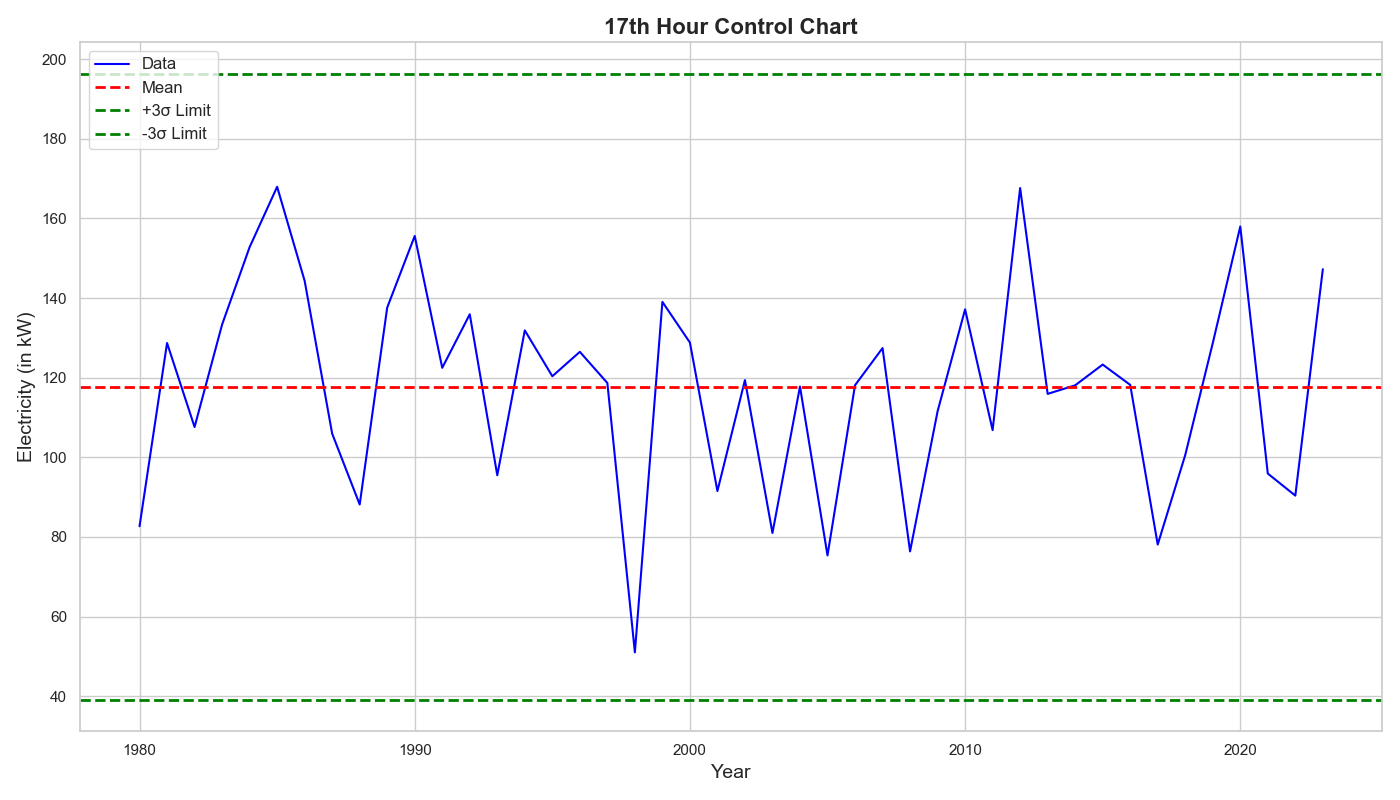 17th Hour Control Chart
Data
Mean
+3σ Limit
-3σ Limit
Electricity (in kW)
200
180
160
140
120
100
80
60
40
1980
1990
2000
2010
2020
Year